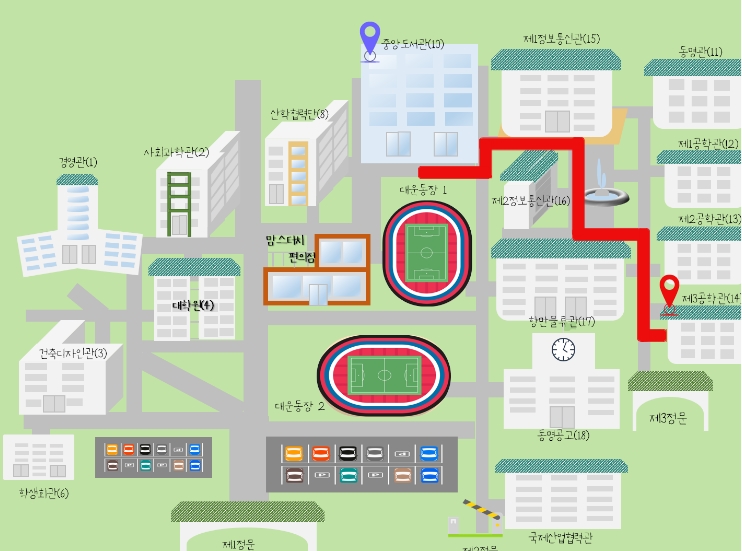 중앙도서관(10)
제1정보통신관(15)
동명관(11)
산학협력단(8)
제1공학관(12)
사회과학관(2)
경영관(1)
대운동장 1
제2정보통신관(16)
제2공학관(13)
맘스터치
편의점
제3공학관(14)
대학원(4)
항만물류관(17)
건축디자인관(3)
대운동장 2
제3정문
동명공고(18)
학생회관(6)
국제산업협력관
제1정문
제2정문